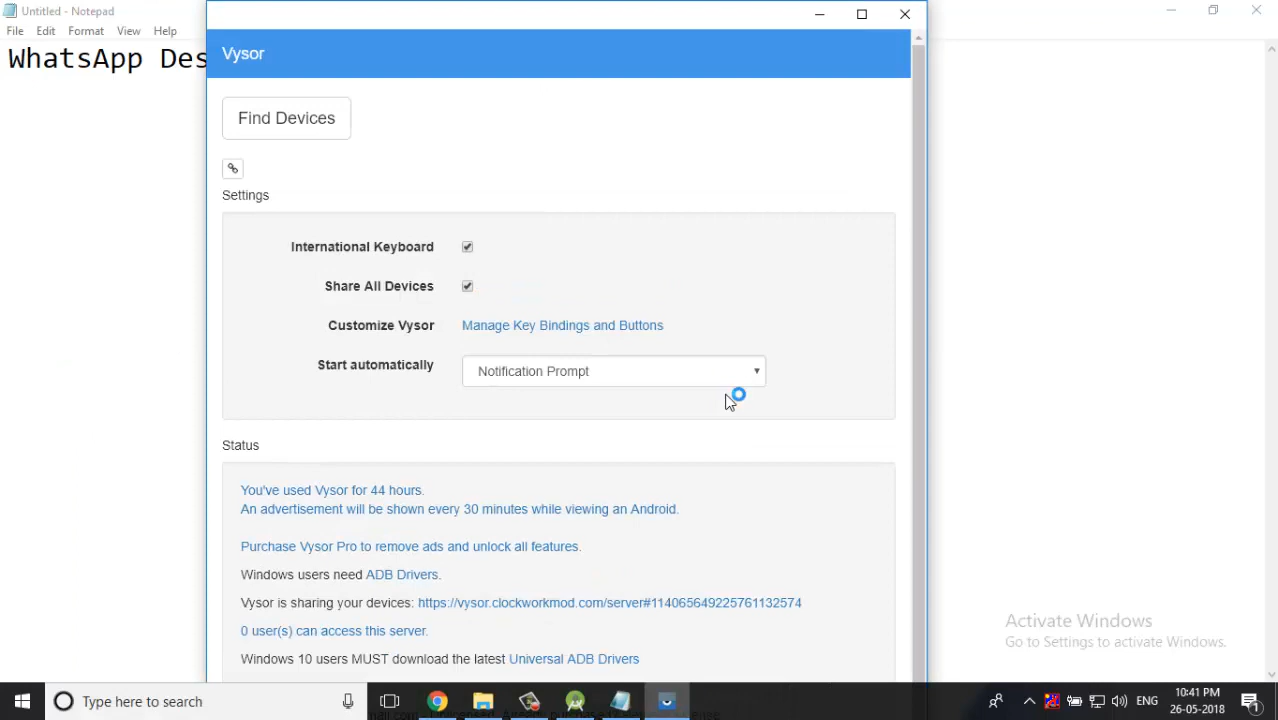 Untitled - Notepad
File Edit Format View Help
WhatsApp Des
Vysor
Find Devices
Settings
International Keyboard
Share All Devices
Customize Vysor Manage Key Bindings and Buttons
Start automatically Notification Prompt
Status
You've used Vysor for 44 hours.
An advertisement will be shown every 30 minutes while viewing an Android.
Purchase Vysor Pro to remove ads and unlock all features.
Windows users need ADB Drivers.
Vysor is sharing your devices: https://vysor.clockworkmod.com/server#114065649225761132574
0 user(s) can access this server.
Windows 10 users MUST download the latest Universal ADB Drivers
Activate Windows
Go to Settings to activate Windows.
Type here to search
ENG
10:41 PM
26-05-2018
1